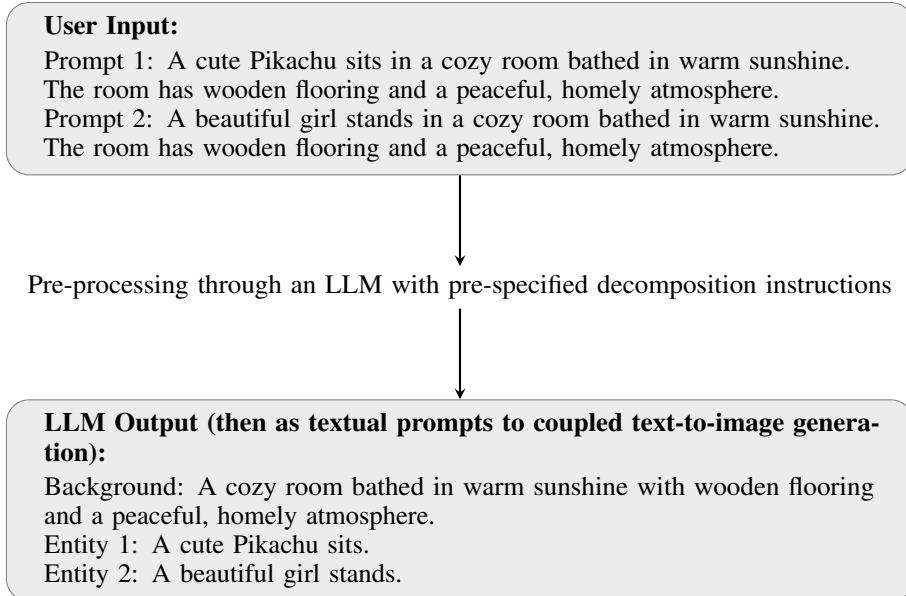 User Input:
Prompt 1: A cute Pikachu sits in a cozy room bathed in warm sunshine.
The room has wooden flooring and a peaceful, homely atmosphere.
Prompt 2: A beautiful girl stands in a cozy room bathed in warm sunshine.
The room has wooden flooring and a peaceful, homely atmosphere.
Pre-processing through an LLM with pre-specified decomposition instructions
LLM Output (then as textual prompts to coupled text-to-image genera-
tion):
Background: A cozy room bathed in warm sunshine with wooden flooring
and a peaceful, homely atmosphere.
Entity 1: A cute Pikachu sits.
Entity 2: A beautiful girl stands.